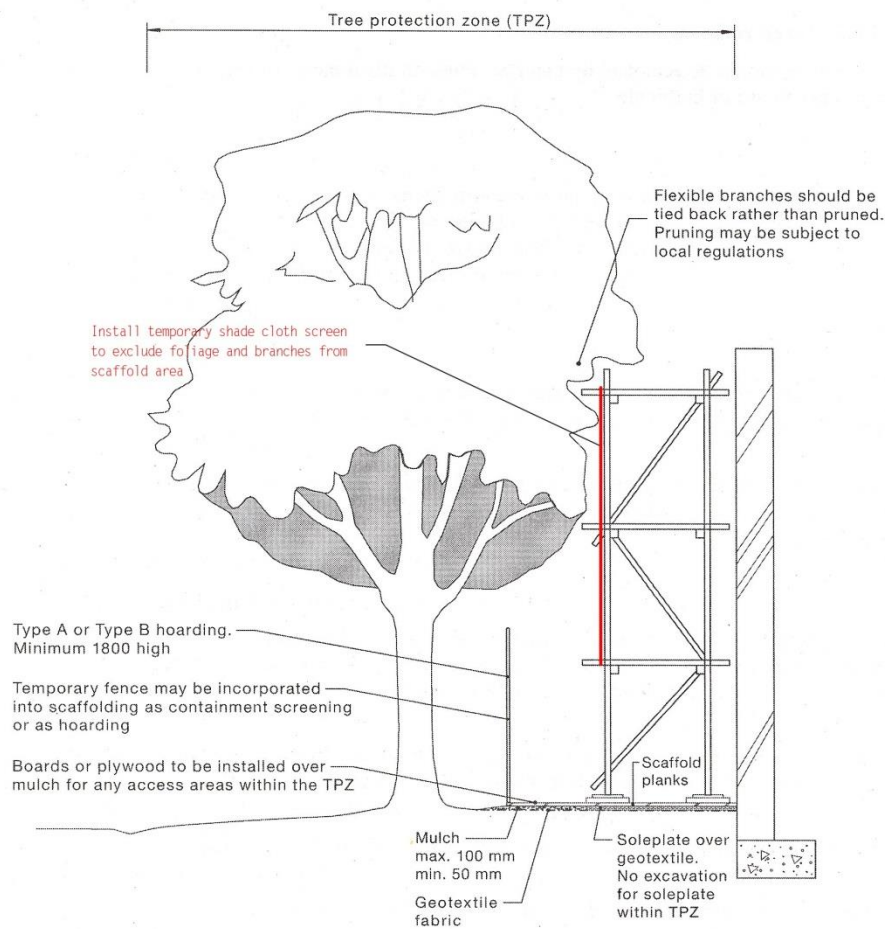 Tree protection zone (TPZ)
Flexible branches should be
tied back rather than pruned.
Pruning may be subject to
local regulations
Install temporary shade cloth screen
to exclude foliage and branches from
scaffold area
Type A or Type B hoarding.
Minimum 1800 high
Temporary fence may be incorporated
into scaffolding as containment screening
or as hoarding
Boards or plywood to be installed over
mulch for any access areas within the TPZ
Scaffold
planks
Mulch
max. 100 mm
min. 50 mm
Geotextile
fabric
Soleplate over
geotextile.
No excavation
for soleplate
within TPZ